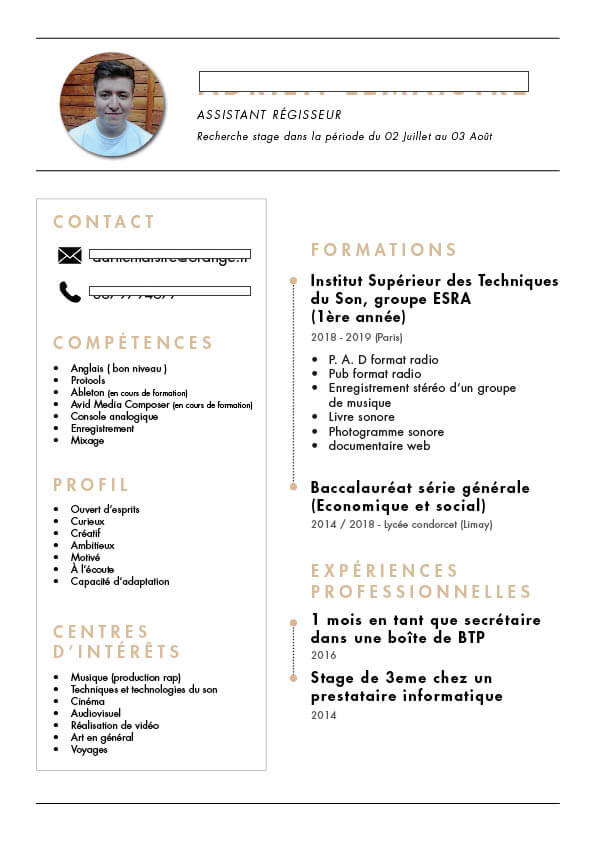 ASSISTANT RÉGISSEUR
Recherche stage dans la période du 02 Juillet au 03 Août
CONTACT
COMPÉTENCES
• Anglais ( bon niveau )
• Protools
• Ableton (en cours de formation)
• Avid Media Composer (en cours de formation)
• Console analogique
• Enregistrement
• Mixage
PROFIL
• Ouvert d'esprits
• Curieux
• Créatif
• Ambitieux
• Motivé
• À l'écoute
• Capacité d'adaptation
CENTRES
D'INTÉRÊTS
• Musique (production rap)
• Techniques et technologies du son
• Cinéma
• Audiovisuel
• Réalisation de vidéo
• Art en général
• Voyages
FORMATIONS
Institut Supérieur des Techniques
du Son, groupe ESRA
(1ère année)
2018 - 2019 (Paris)
• P. A. D format radio
• Pub format radio
• Enregistrement stéréo d'un groupe
de musique
• Livre sonore
• Photogramme sonore
• documentaire web
Baccalauréat série générale
(Economique et social)
2014 / 2018 - Lycée condorcet (Limay)
EXPÉRIENCES
PROFESSIONNELLES
1 mois en tant que secrétaire
dans une boîte de BTP
2016
Stage de 3eme chez un
prestataire informatique
2014